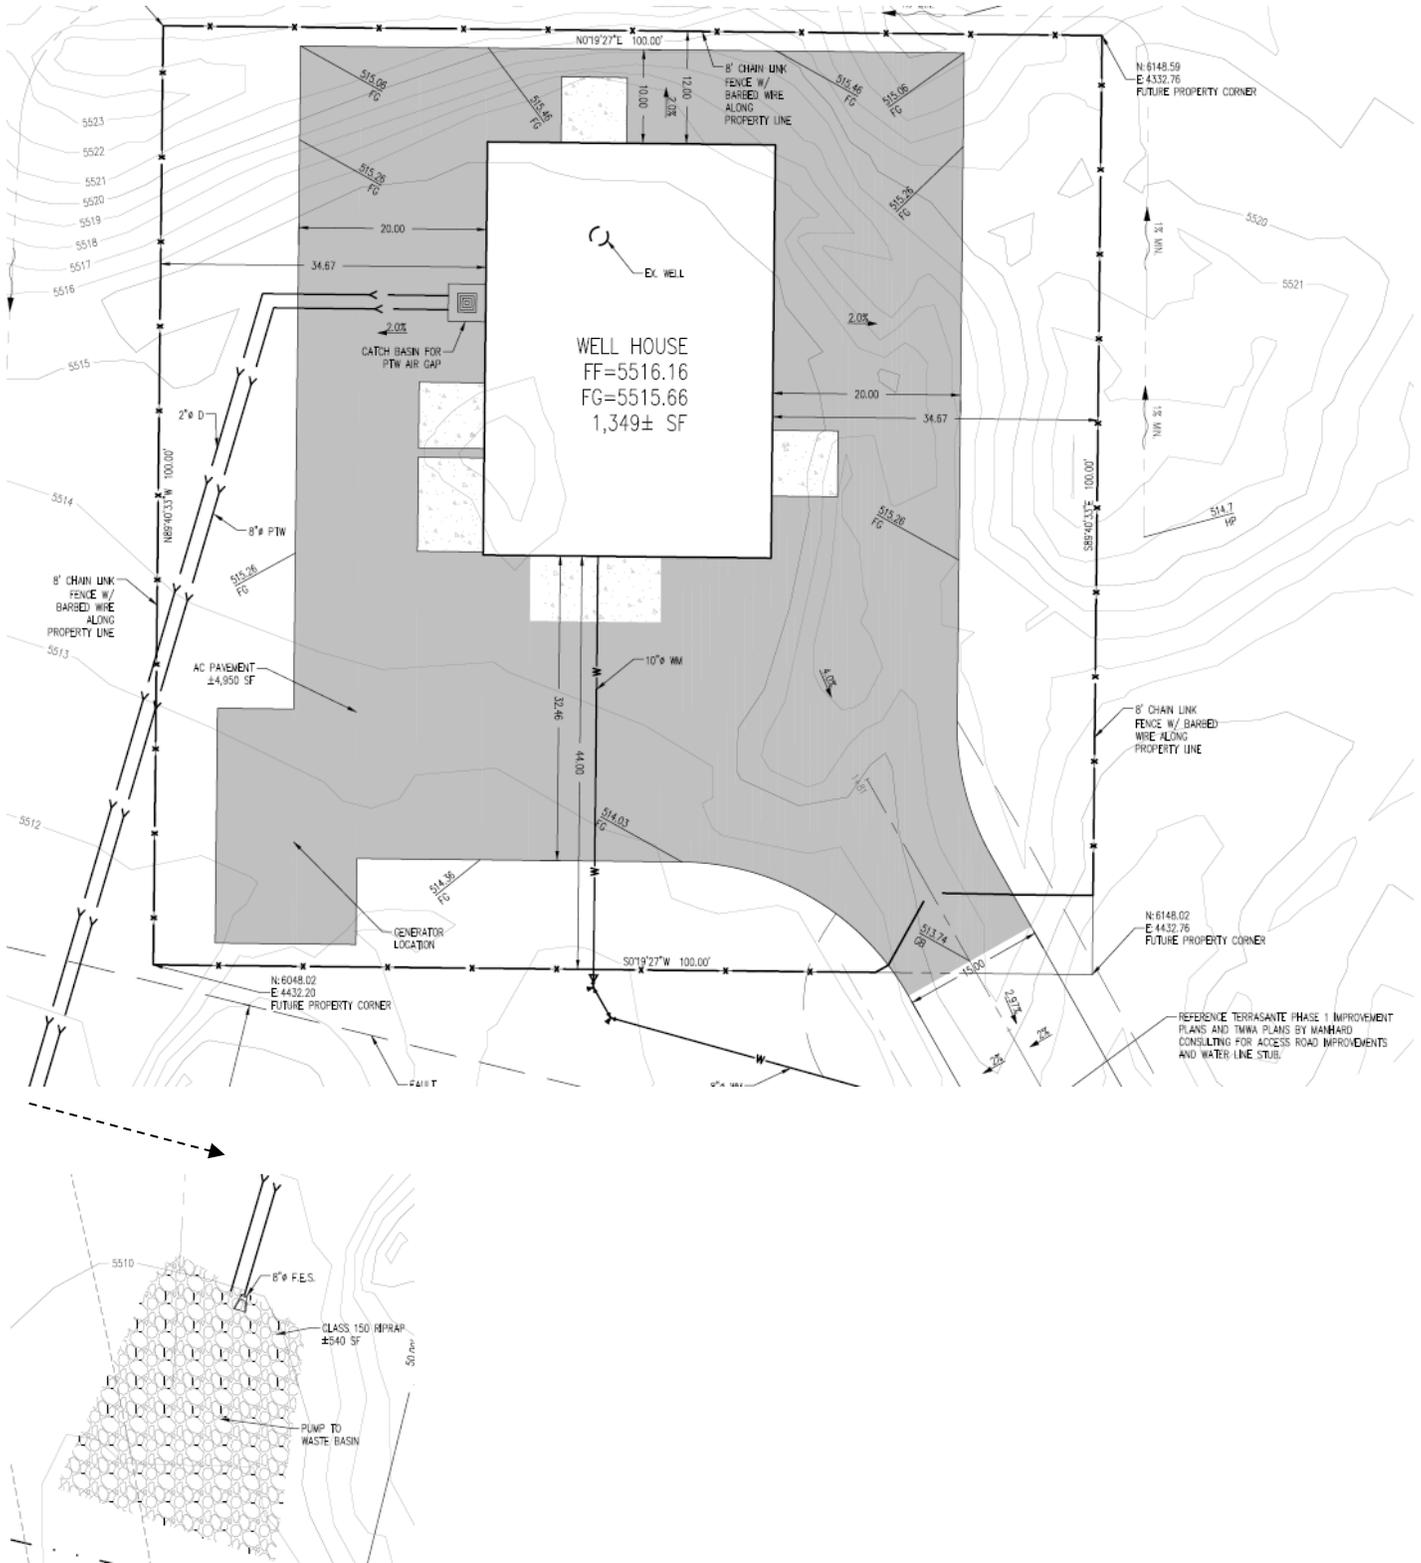 N0°19'27"E 100.00'
8' CHAIN LINK
FENCE W/
BARBED WIRE
ALONG
PROPERTY LINE
N: 6148.59
E: 4332.76
FUTURE PROPERTY CORNER
515.06
FG
515.46
FG
515.46
FG
515.06
FG
10.00
12.00
2.0%
5523
5522
5521
5520
5519
5518
5517
5516
5515
515.26
FG
515.26
FG
20.00
34.67
EX. WELL
1% MIN.
5520
5521
2.0%
2.0%
CATCH BASIN FOR
PTW AIR GAP
WELL HOUSE
FF=5516.16
FG=5515.66
1,349± SF
20.00
34.67
1% MIN.
2"ø D
N89°40'33"W 100.00'
S89°40'33"E 100.00'
5514
8"ø PTW
515.26
FG
514.7
HP
515.26
FG
8' CHAIN LINK
FENCE W/
BARBED WIRE
ALONG
PROPERTY LINE
5513
AC PAVEMENT
±4,950 SF
10"ø WM
W
4.0%
32.46
44.00
8' CHAIN LINK
FENCE W/ BARBED
WIRE ALONG
PROPERTY LINE
5512
514.03
FG
W
514.36
FG
GENERATOR
LOCATION
513.74
GB
15.00
N: 6148.02
E: 4432.76
FUTURE PROPERTY CORNER
S0°19'27"W 100.00'
N: 6048.02
E: 4432.20
FUTURE PROPERTY CORNER
2.97%
2%
2%
REFERENCE TERRASANTE PHASE 1 IMPROVEMENT
PLANS AND TMWA PLANS BY MANHARD
CONSULTING FOR ACCESS ROAD IMPROVEMENTS
AND WATER LINE STUB.
W
FAULT
8"ø WM
5510
8"ø F.E.S.
CLASS 150 RIPRAP
±540 SF
PUMP TO
WASTE BASIN